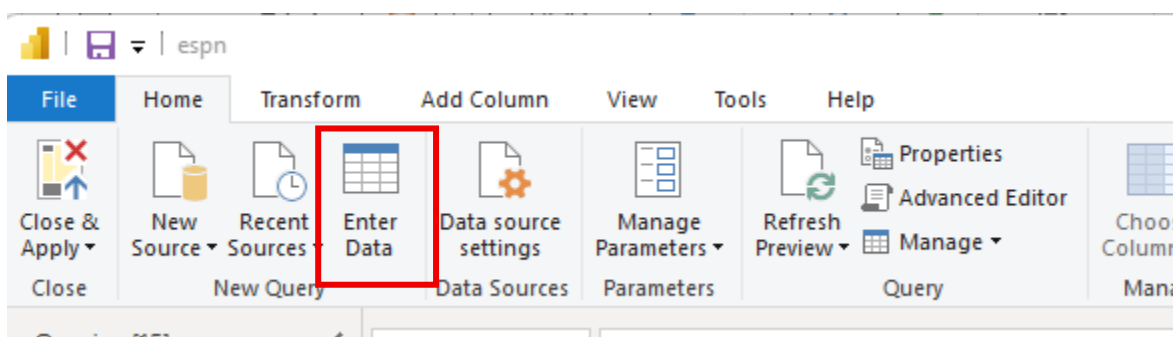 espn
File Home Transform Add Column View Tools Help
Close & Apply
New Source
Recent Sources
Enter Data
Data source settings
Manage Parameters
Refresh Preview
Properties
Advanced Editor
Manage
Close
New Query
Data Sources
Parameters
Query